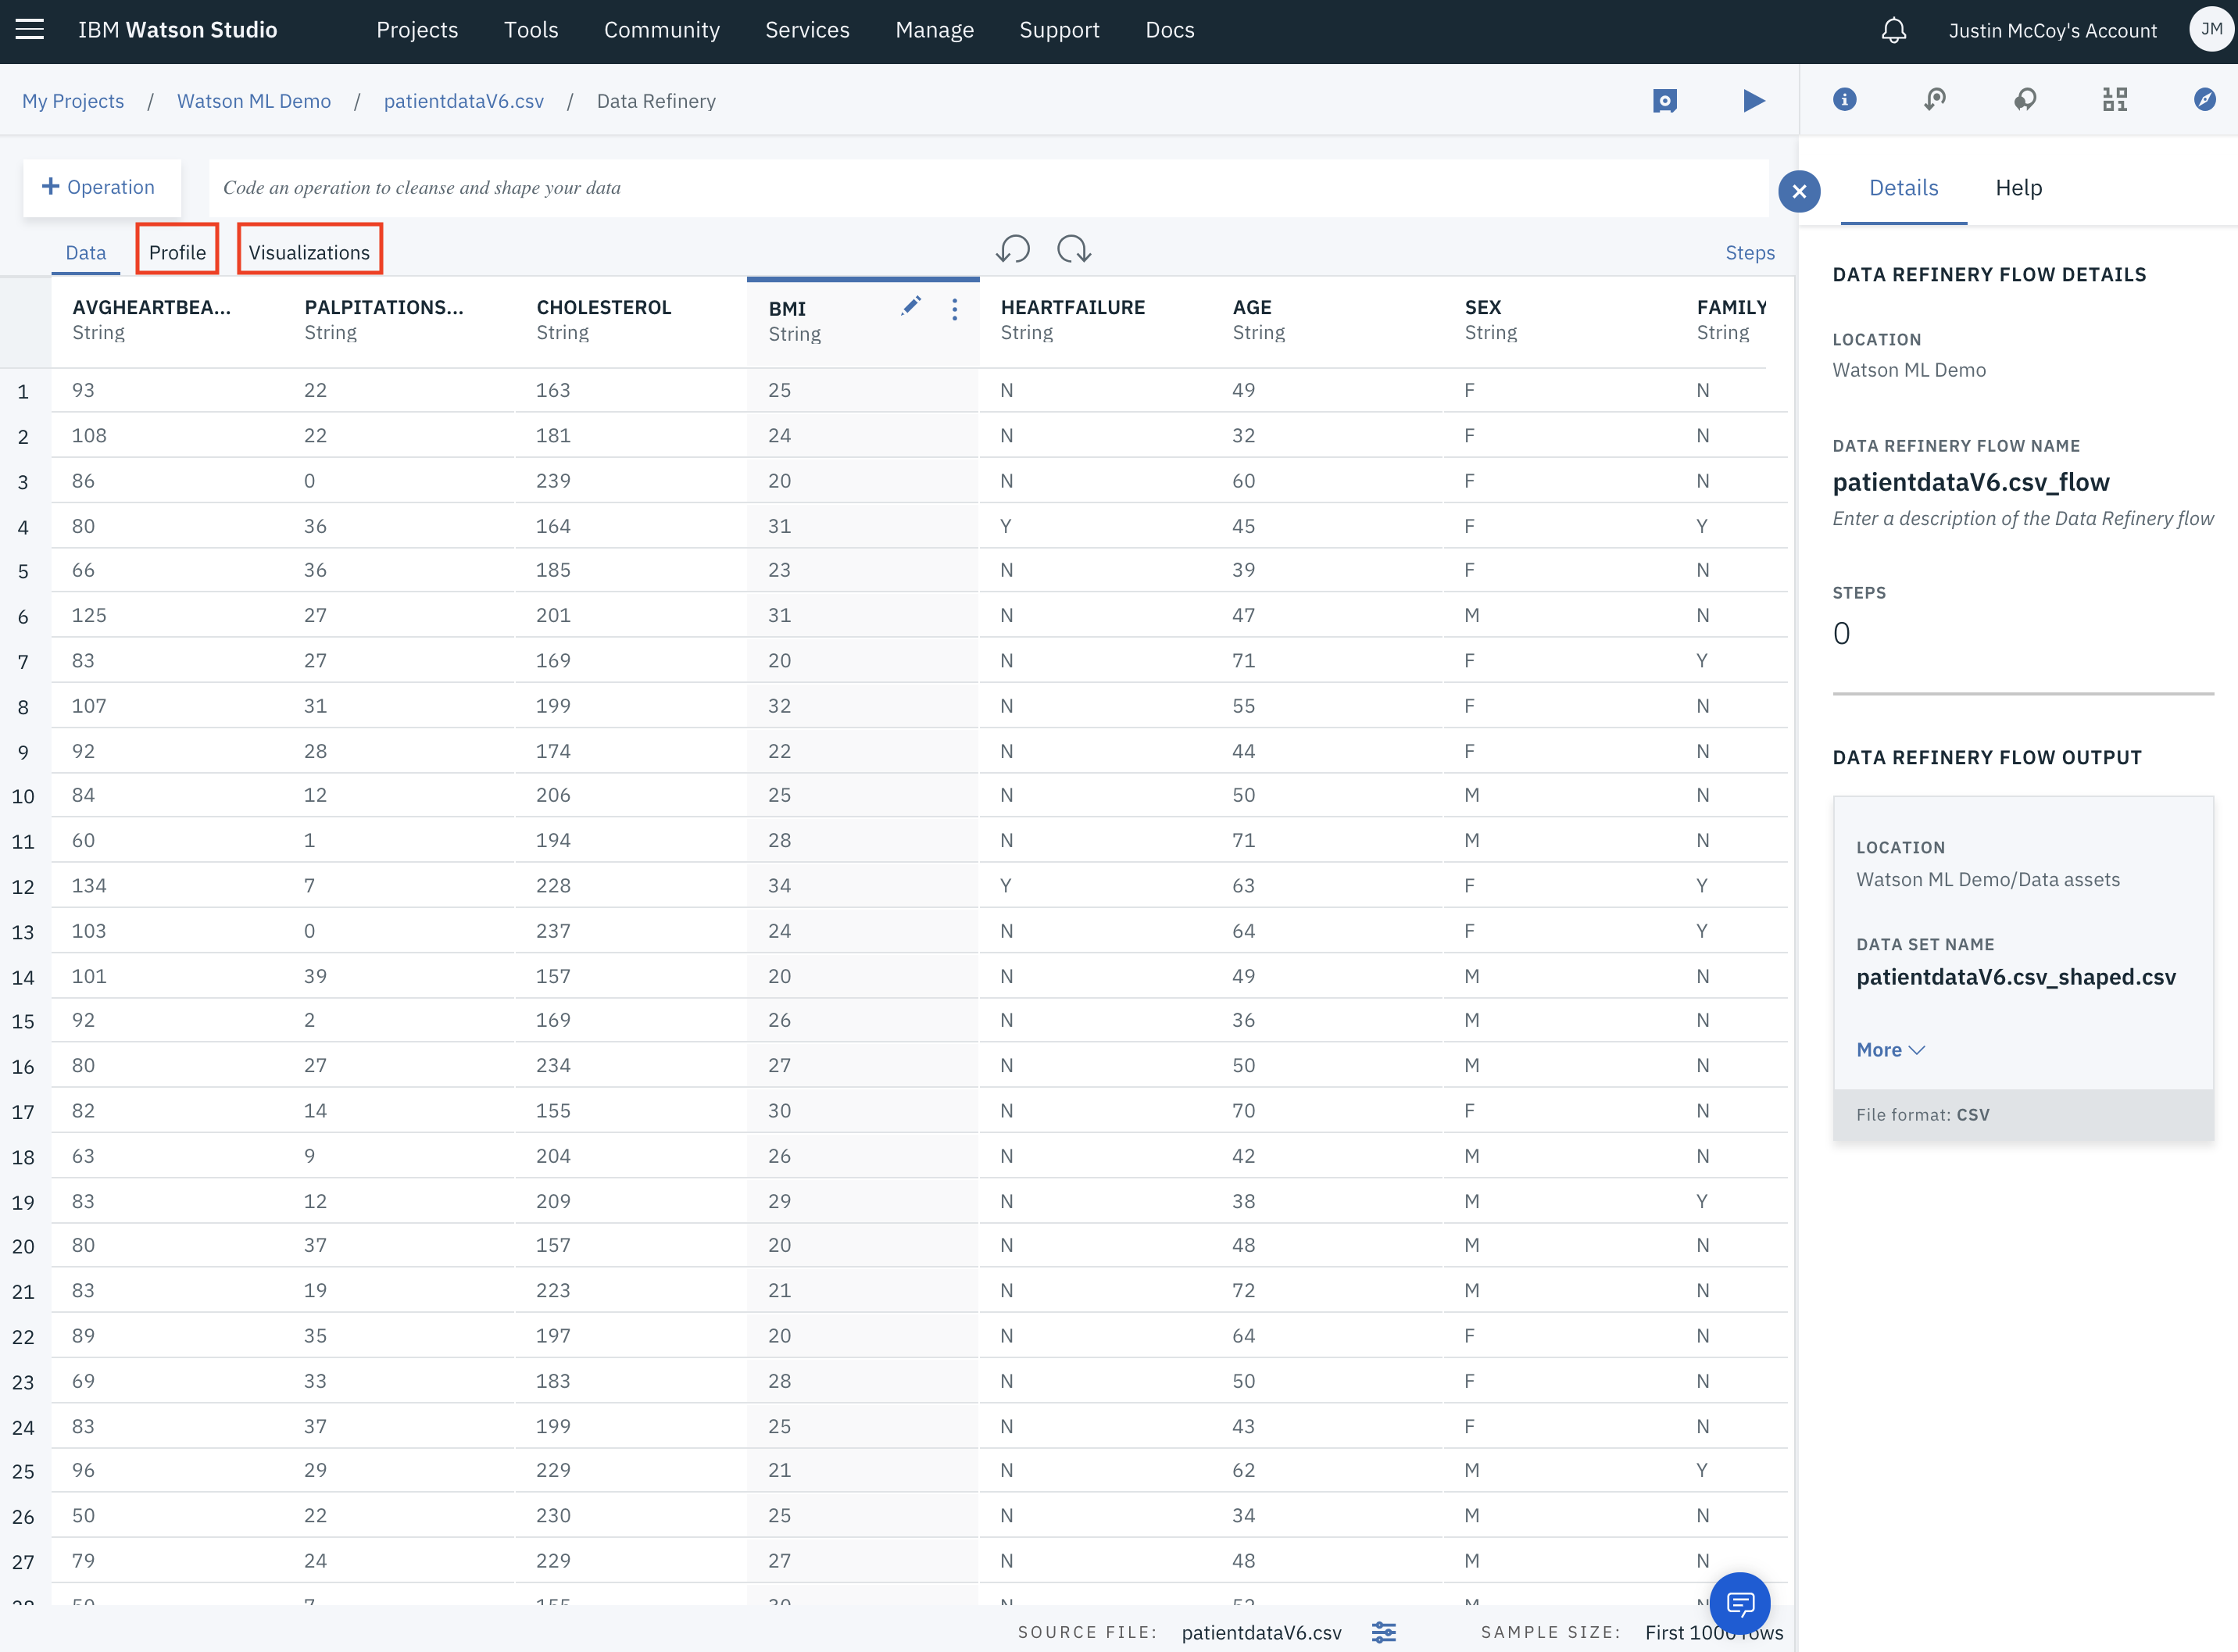 IBM Watson Studio Projects Tools Community Services Manage Support Docs Justin McCoy's Account JM
My Projects / Watson ML Demo / patientdataV6.csv / Data Refinery
+ Operation Code an operation to cleanse and shape your data
Data Profile Visualizations Steps
AVGHEARTBEA... PALPITATIONS... CHOLESTEROL BMI HEARTFAILURE AGE SEX FAMILY
String String String String String String String String
1 93 22 163 25 N 49 F N
2 108 22 181 24 N 32 F N
3 86 0 239 20 N 60 F N
4 80 36 164 31 Y 45 F Y
5 66 36 185 23 N 39 F N
6 125 27 201 31 N 47 M N
7 83 27 169 20 N 71 F Y
8 107 31 199 32 N 55 F N
9 92 28 174 22 N 44 F N
10 84 12 206 25 N 50 M N
11 60 1 194 28 N 71 M N
12 134 7 228 34 Y 63 F Y
13 103 0 237 24 N 64 F Y
14 101 39 157 20 N 49 M N
15 92 2 169 26 N 36 M N
16 80 27 234 27 N 50 M N
17 82 14 155 30 N 70 F N
18 63 9 204 26 N 42 M N
19 83 12 209 29 N 38 M Y
20 80 37 157 20 N 48 M N
21 83 19 223 21 N 72 M N
22 89 35 197 20 N 64 F N
23 69 33 183 28 N 50 F N
24 83 37 199 25 N 43 F N
25 96 29 229 21 N 62 M Y
26 50 22 230 25 N 34 M N
27 79 24 229 27 N 48 M N
SOURCE FILE: patientdataV6.csv SAMPLE SIZE: First 1000 rows
Details Help
DATA REFINERY FLOW DETAILS
LOCATION
Watson ML Demo
DATA REFINERY FLOW NAME
patientdataV6.csv_flow
Enter a description of the Data Refinery flow
STEPS
0
DATA REFINERY FLOW OUTPUT
LOCATION
Watson ML Demo/Data assets
DATA SET NAME
patientdataV6.csv_shaped.csv
More
File format: CSV